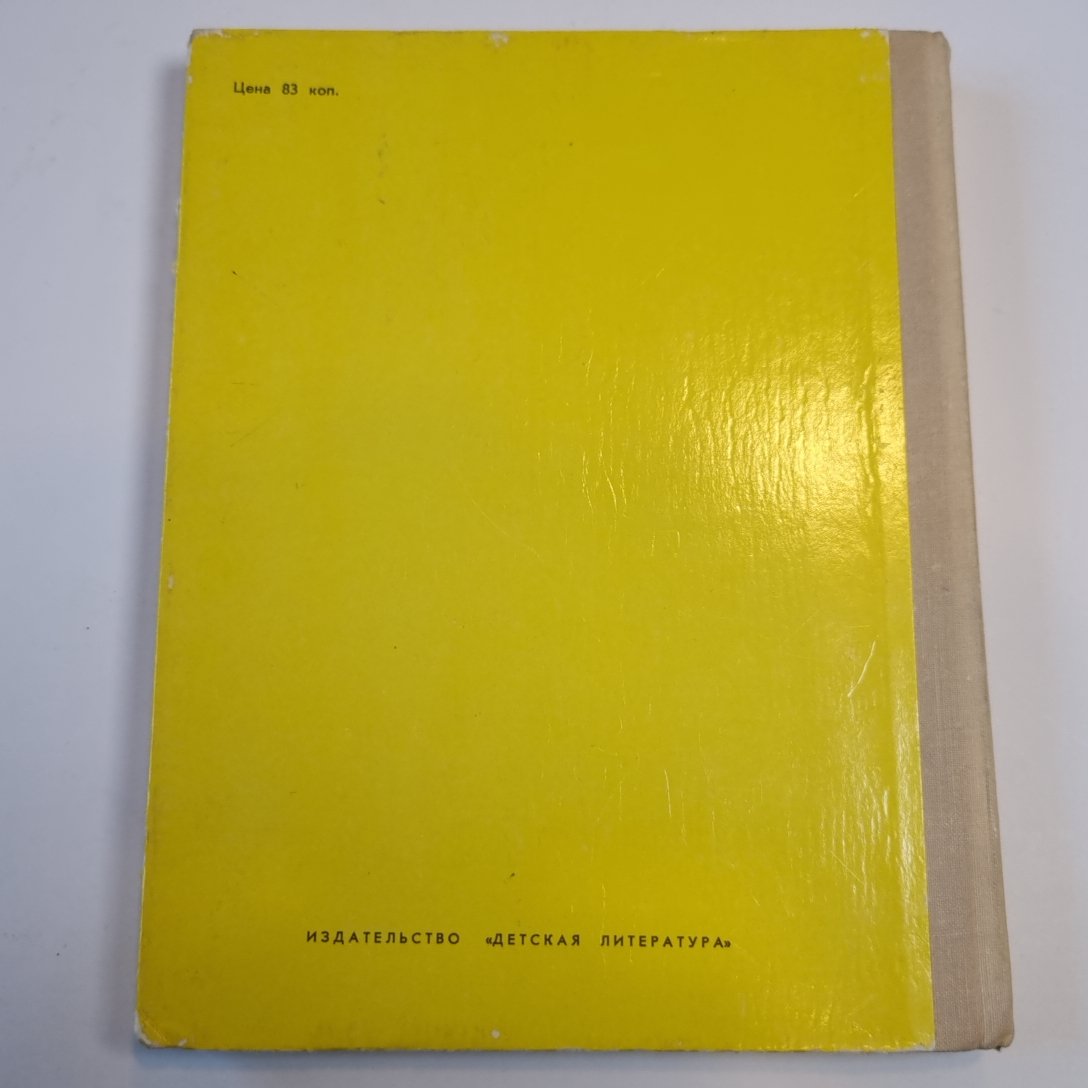 Цена 83 коп.
ИЗДАТЕЛЬСТВО «ДЕТСКАЯ ЛИТЕРАТУРА»